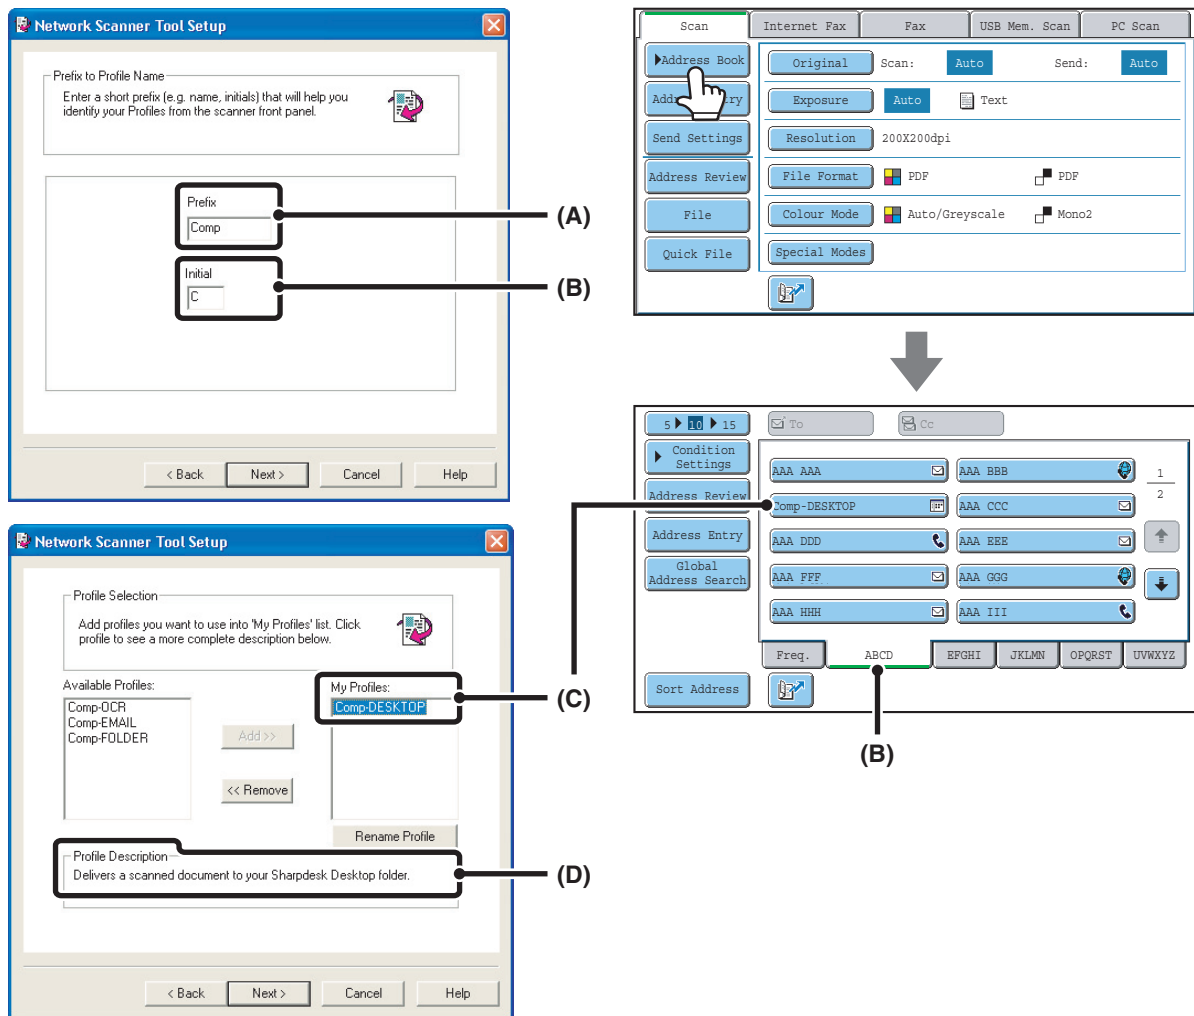 Network Scanner Tool Setup
Prefix to Profile Name
Enter a short prefix (e.g. name, initials) that will help you
identify your Profiles from the scanner front panel.
Prefix
Comp
(A)
Initial
C
(B)
< Back Next > Cancel Help
Network Scanner Tool Setup
Profile Selection
Add profiles you want to use into 'My Profiles' list. Click
profile to see a more complete description below.
Available Profiles:
Comp-OCR
Comp-EMAIL
Comp-FOLDER
Add >>
<< Remove
My Profiles:
Comp-DESKTOP
(C)
Rename Profile
Profile Description
Delivers a scanned document to your Sharpdesk Desktop folder.
(D)
< Back Next > Cancel Help
Scan Internet Fax Fax USB Mem. Scan PC Scan
Address Book Original Scan: Auto Send: Auto
Exposure Auto Text
Send Settings Resolution 200X200dpi
Address Review File Format PDF PDF
File Colour Mode Auto/Greyscale Mono2
Quick File Special Modes
5 10 15 To Cc
Condition
Settings
AAA AAA AAA BBB 1
2
Address Review Comp-DESKTOP AAA CCC
Address Entry AAA DDD AAA EEE
Global
Address Search AAA FFF AAA GGG
AAA HHH AAA III
Freq. ABCD EFGHI JKLMN OPQRST UVWXYZ
Sort Address
(B)